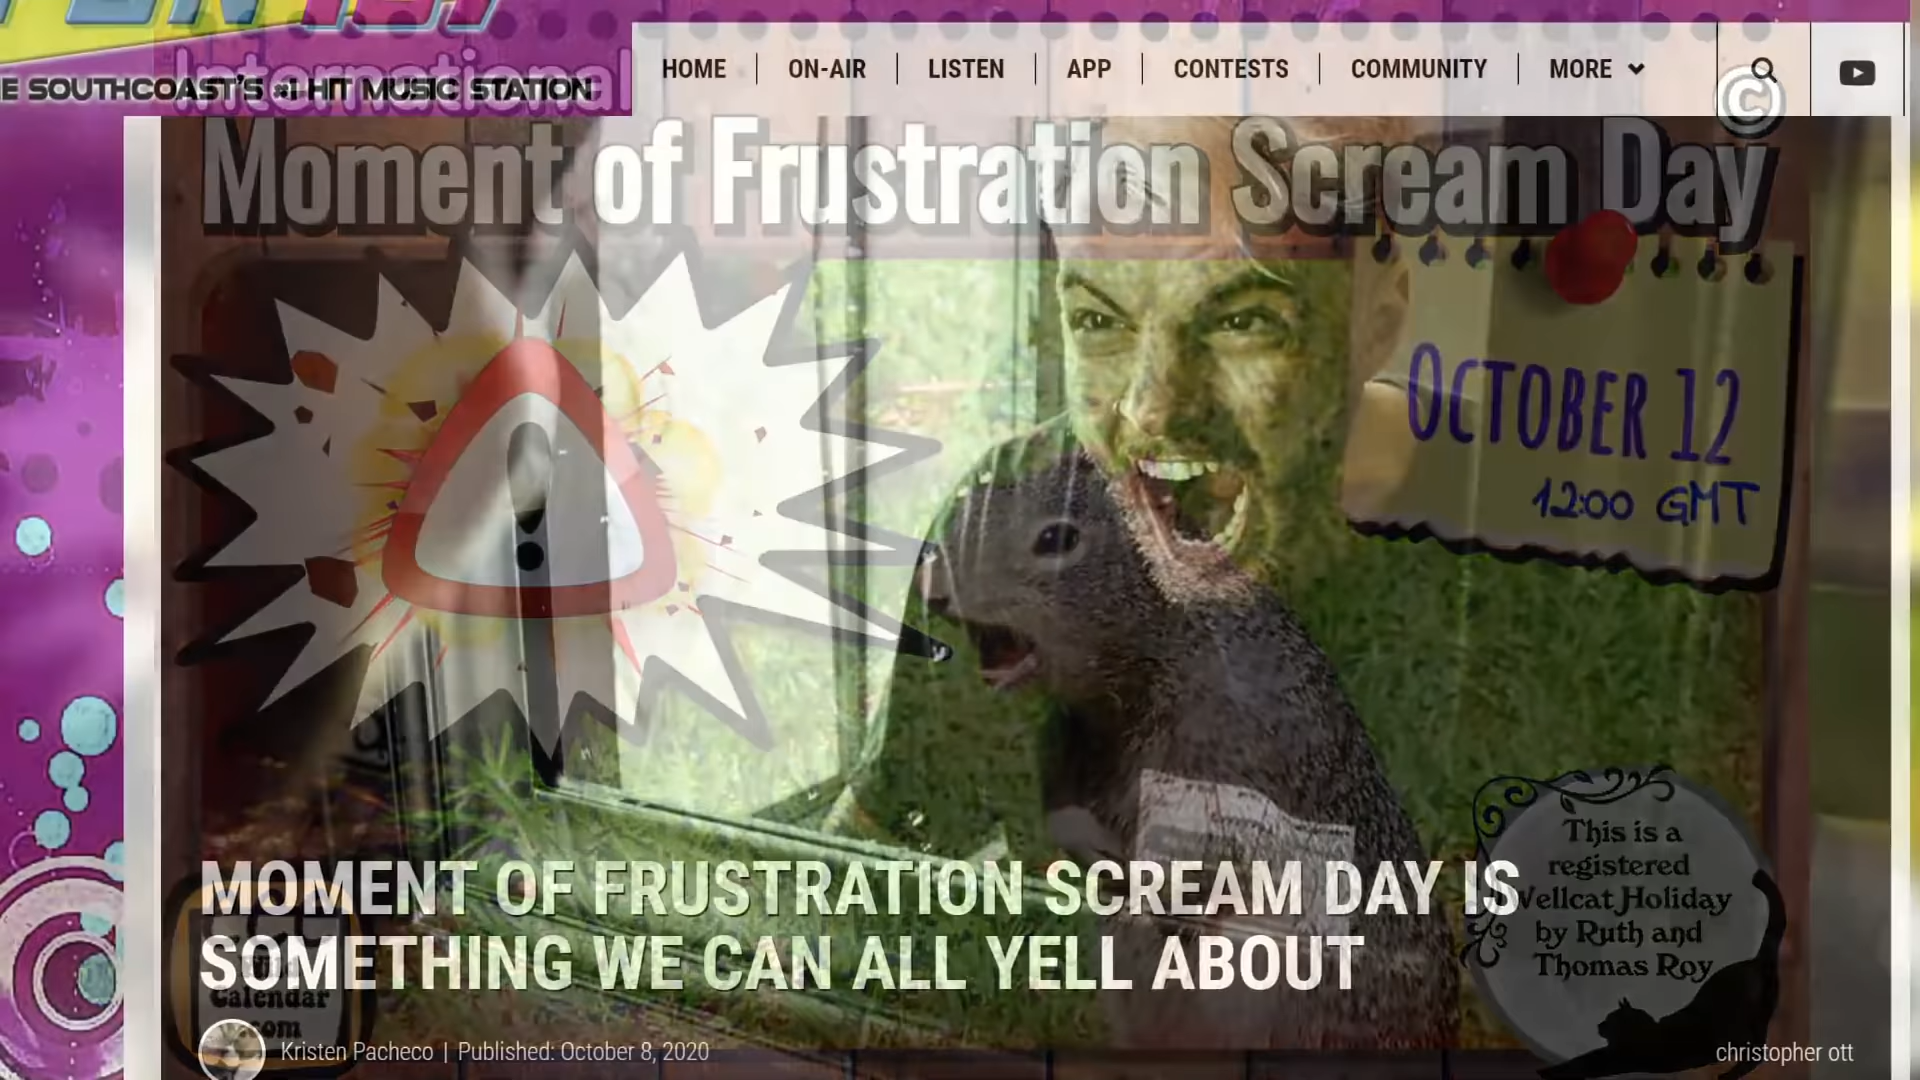 International
E SOUTHCOAST'S #1 HIT MUSIC STATION
HOME
ON-AIR
LISTEN
APP
CONTESTS
COMMUNITY
MORE
©
Moment of Frustration Scream Day
OCTOBER 12
12:00 GMT
MOMENT OF FRUSTRATION SCREAM DAY IS
SOMETHING WE CAN ALL YELL ABOUT
This is a
registered
Wellcat Holiday
by Ruth and
Thomas Roy
Calendar
.com
Kristen Pacheco | Published: October 8, 2020
christopher ott